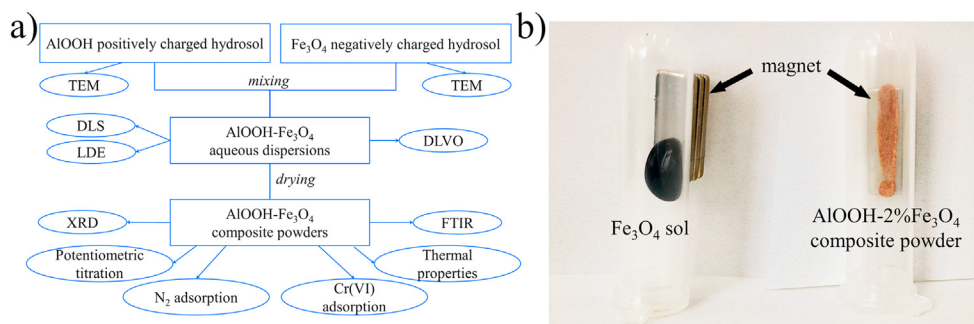 a)
AlOOH positively charged hydrosol
Fe₃O₄ negatively charged hydrosol
TEM
mixing
TEM
DLS
LDE
AlOOH-Fe₃O₄
aqueous dispersions
DLVO
drying
XRD
AlOOH-Fe₃O₄
composite powders
FTIR
Potentiometric
titration
Thermal
properties
N₂ adsorption
Cr(VI)
adsorption
b)
magnet
Fe₃O₄ sol
AlOOH-2%Fe₃O₄
composite powder